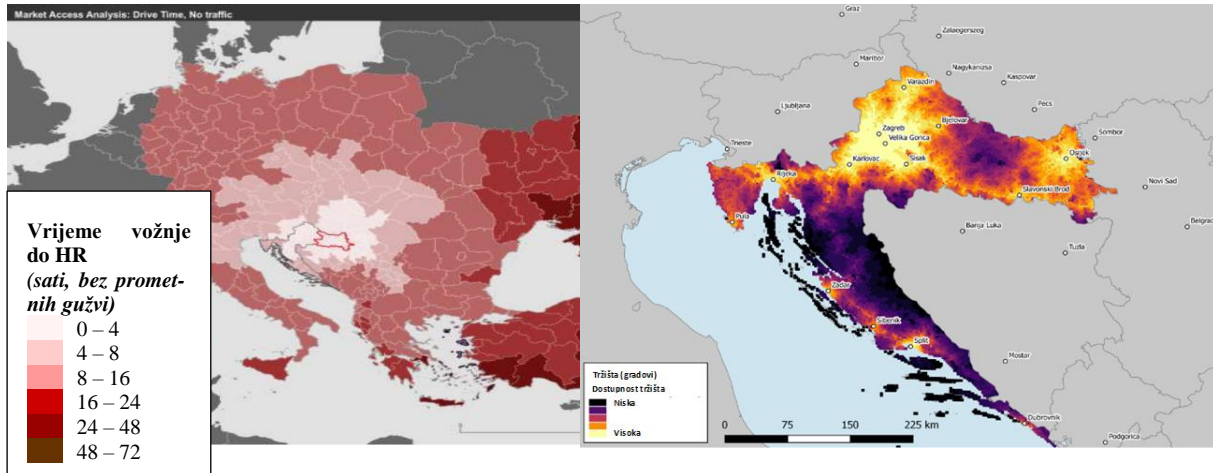 Market Access Analysis: Drive Time, No traffic
Vrijeme vožnje
do HR
(sati, bez promet-
nih gužvi)
0 – 4
4 – 8
8 – 16
16 – 24
24 – 48
48 – 72
Graz
Zalaegerszeg
Maribor
Nagykanizsa
Kaspovar
Varaždin
Ljubljana
Pecs
Bjelovar
Zagreb
Sombor
Velika Gorica
Trieste
Osijek
Karlovac
Sisak
Rijeka
Novi Sad
Slavonski Brod
Pula
Belgrad
Banja Luka
Tuzla
Zadar
Šibenik
Split
Mostar
Dubrovnik
Podgorica
Tržišta (gradovi)
Dostupnost tržišta
Niska
Visoka
0 75 150 225 km